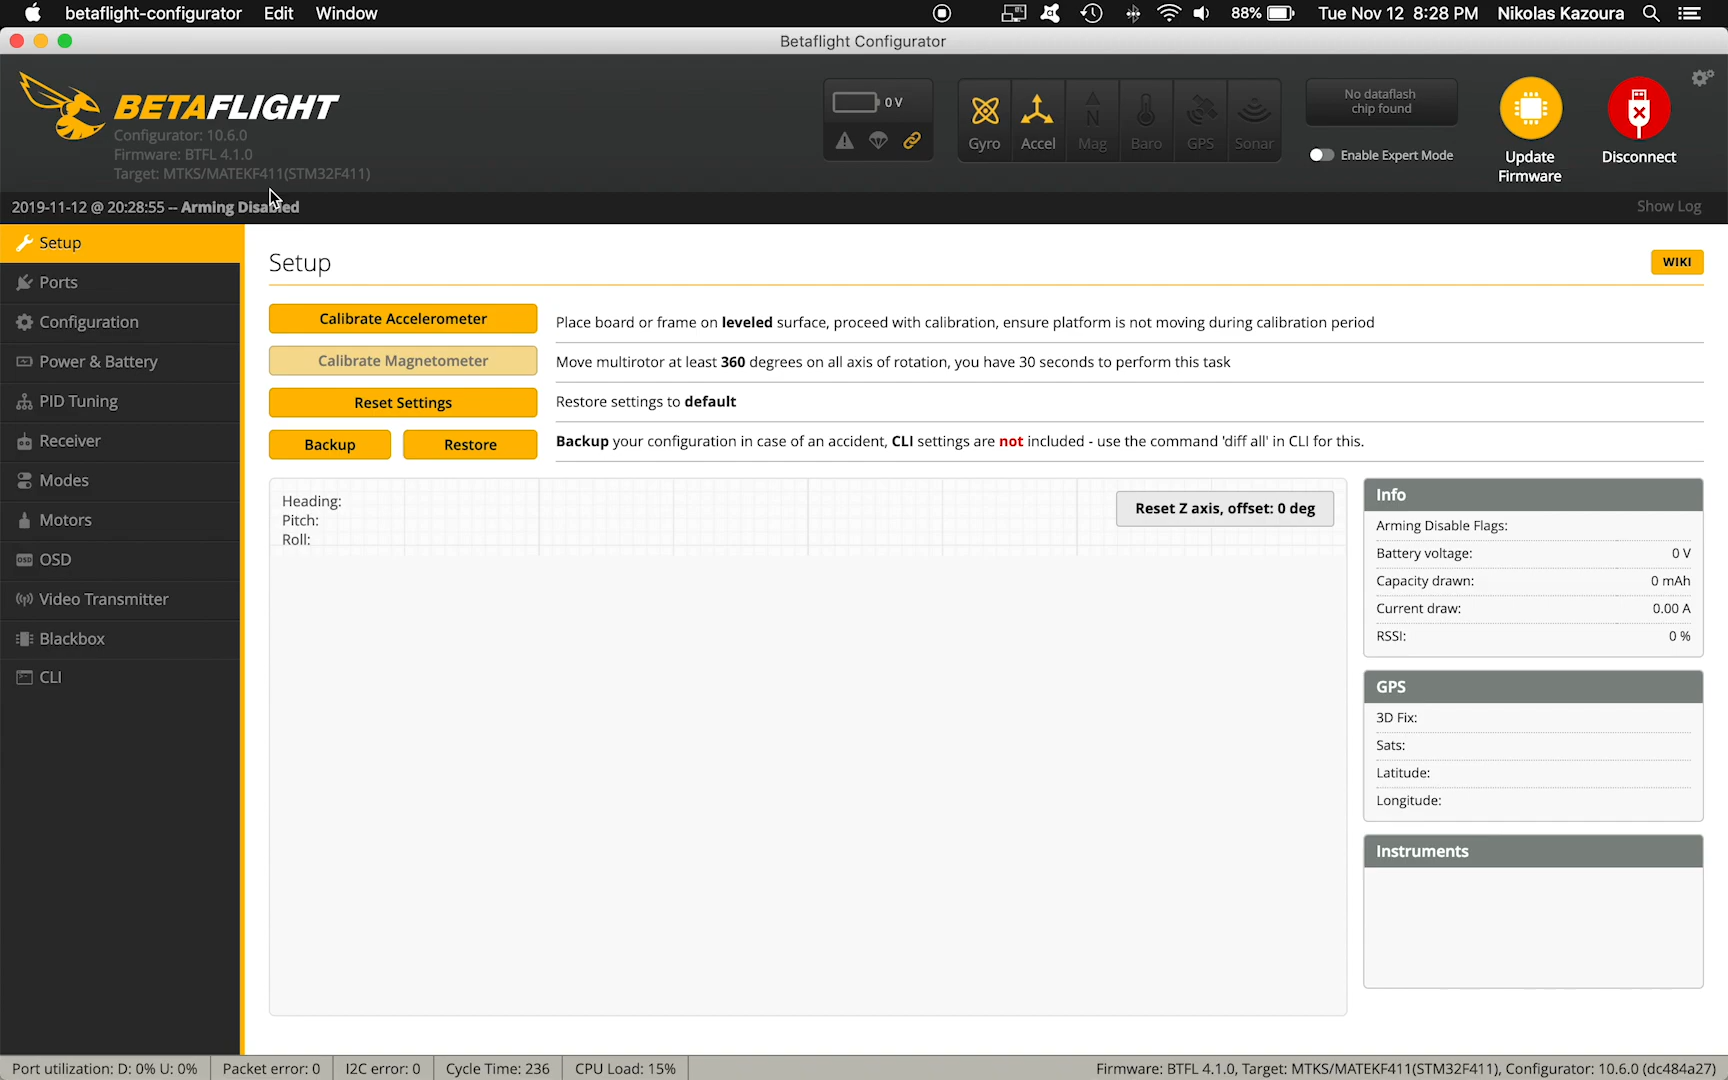 betaflight-configurator Edit Window 88% Tue Nov 12 8:28 PM Nikolas Kazoura
Betaflight Configurator
BETAFLIGHT
Configurator: 10.6.0
Firmware: BTFL 4.1.0
Target: MTKS/MATEKF411(STM32F411)
0 V
Gyro Accel Mag Baro GPS Sonar
No dataflash
chip found
Enable Expert Mode
Update
Firmware
Disconnect
2019-11-12 @ 20:28:55 -- Arming Disabled
Show Log
Setup
Ports
Configuration
Power & Battery
PID Tuning
Receiver
Modes
Motors
OSD
Video Transmitter
Blackbox
CLI
Setup
WIKI
Calibrate Accelerometer
Place board or frame on leveled surface, proceed with calibration, ensure platform is not moving during calibration period
Calibrate Magnetometer
Move multirotor at least 360 degrees on all axis of rotation, you have 30 seconds to perform this task
Reset Settings
Restore settings to default
Backup Restore
Backup your configuration in case of an accident, CLI settings are not included - use the command 'diff all' in CLI for this.
Heading:
Pitch:
Roll:
Reset Z axis, offset: 0 deg
Info
Arming Disable Flags:
Battery voltage: 0 V
Capacity drawn: 0 mAh
Current draw: 0.00 A
RSSI: 0 %
GPS
3D Fix:
Sats:
Latitude:
Longitude:
Instruments
Port utilization: D: 0% U: 0% Packet error: 0 I2C error: 0 Cycle Time: 236 CPU Load: 15% Firmware: BTFL 4.1.0, Target: MTKS/MATEKF411(STM32F411), Configurator: 10.6.0 (dc484a27)